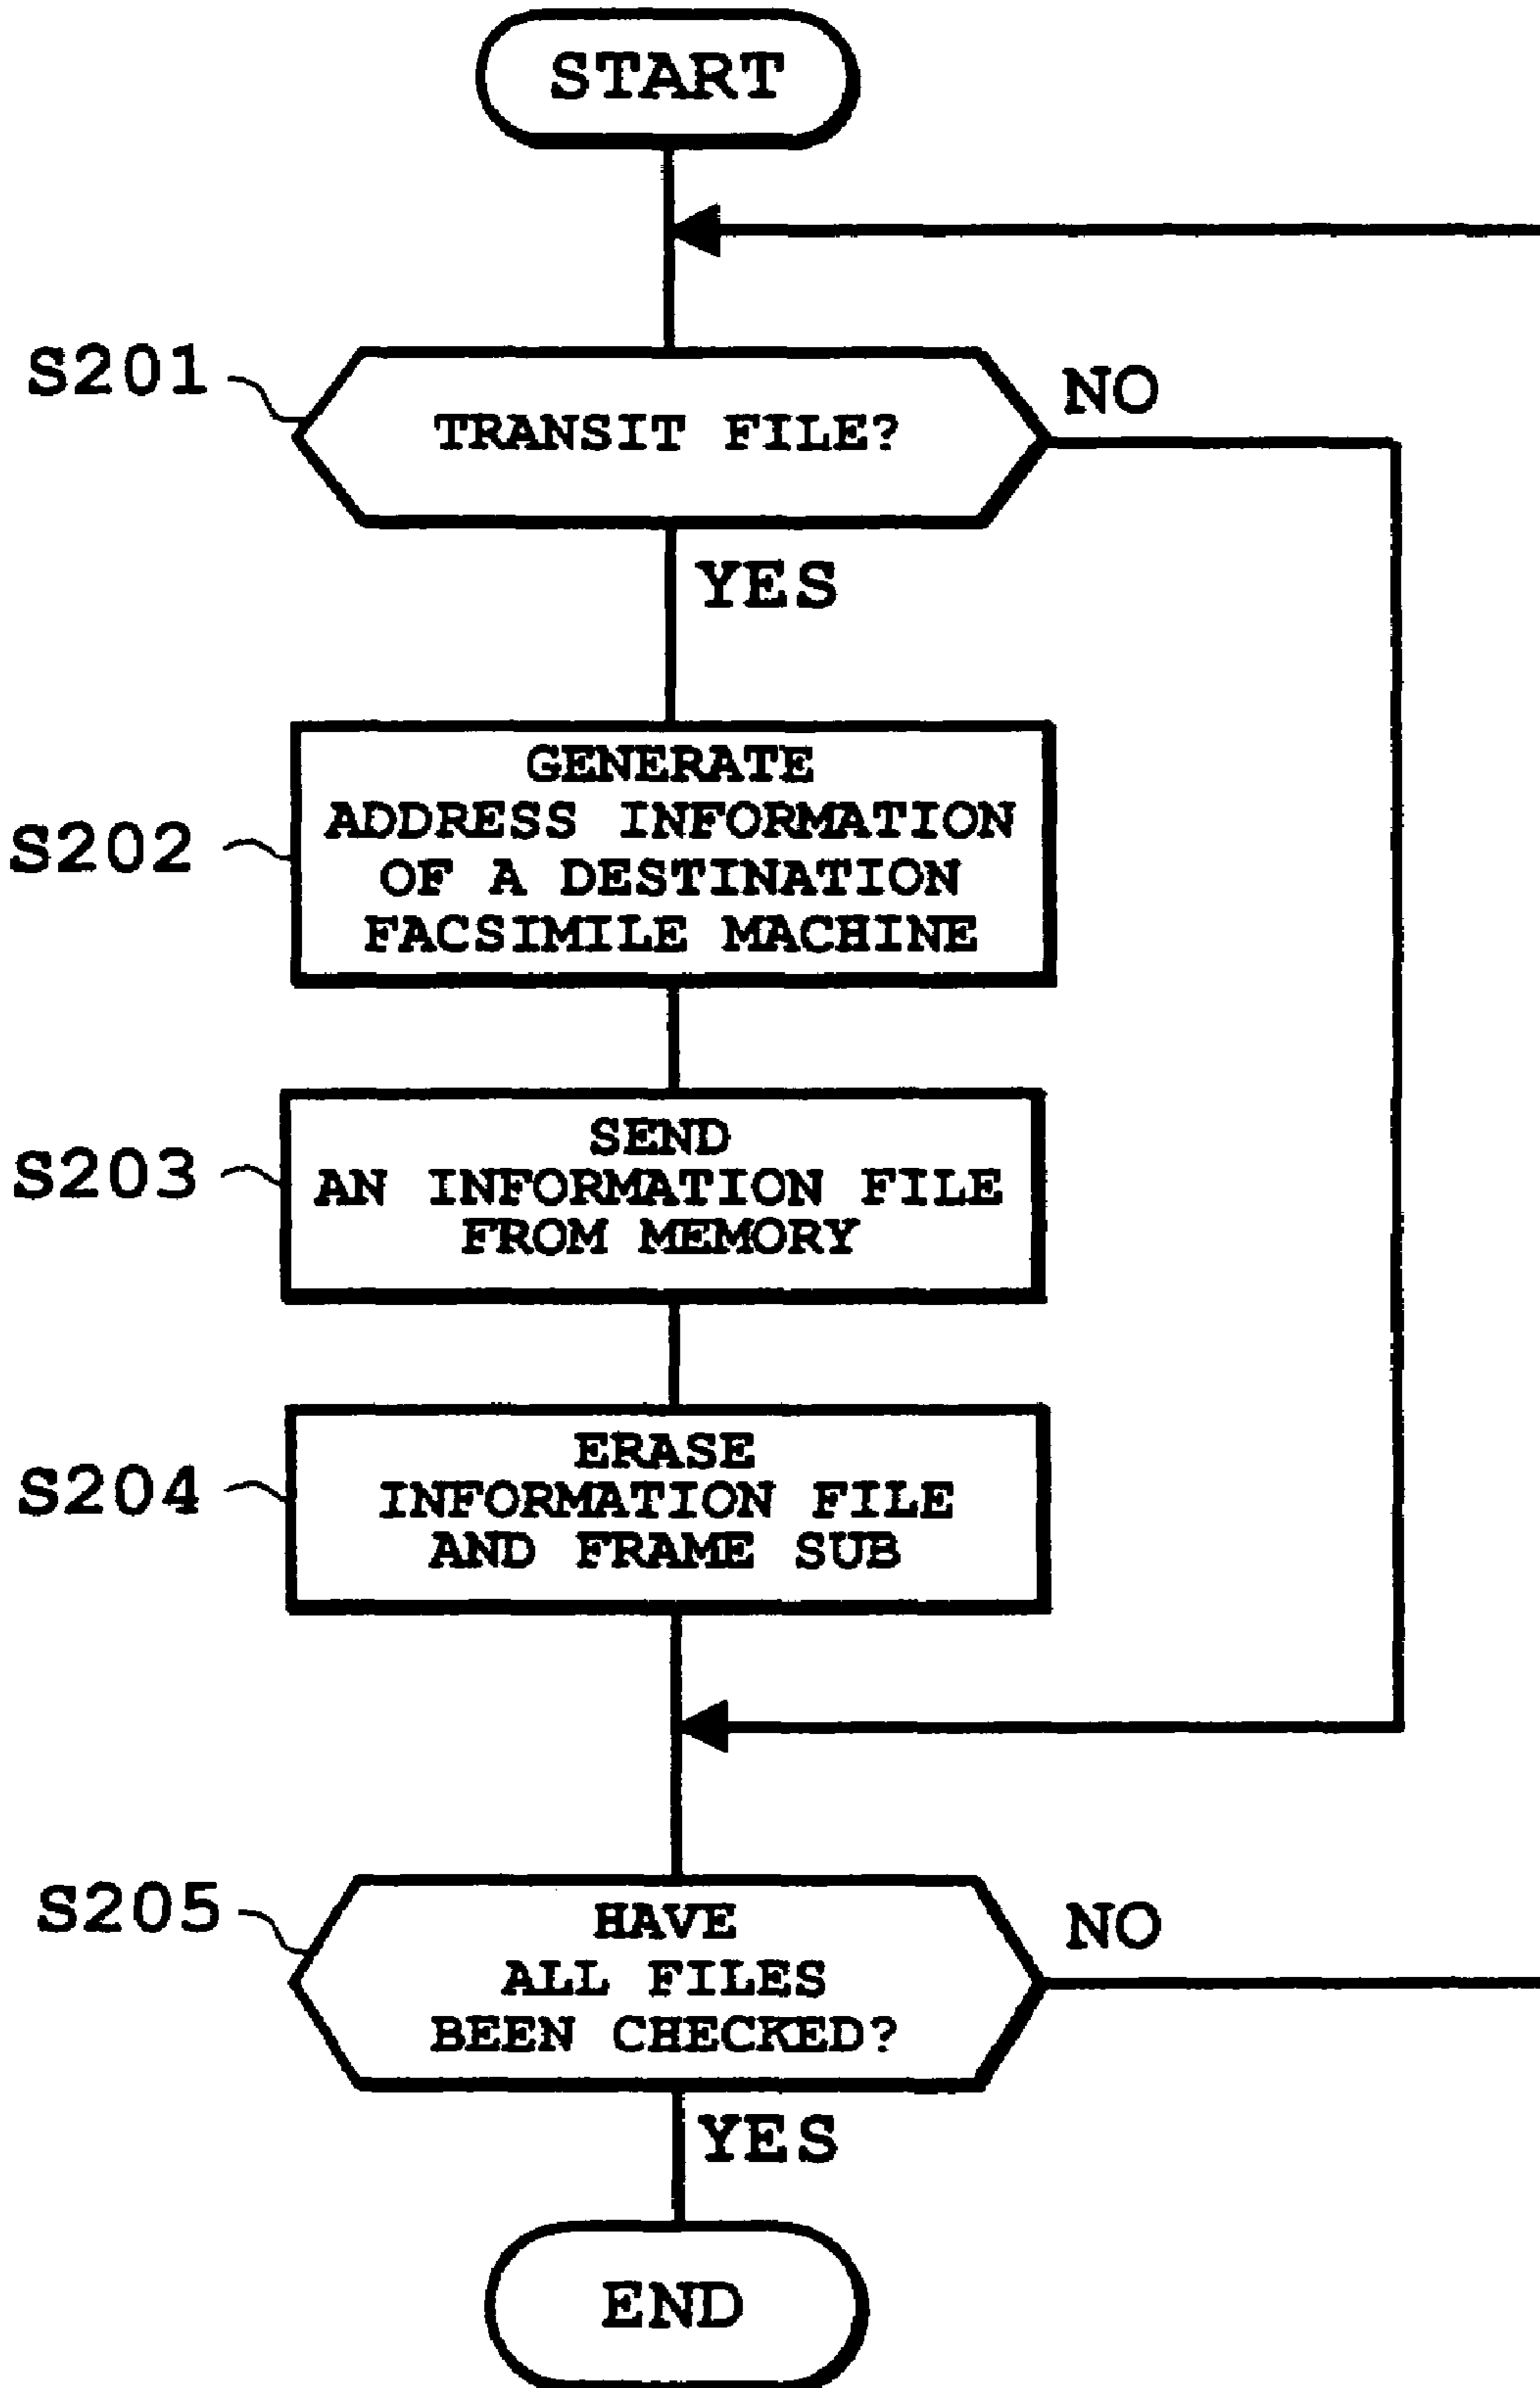 START
S201
TRANSIT FILE?
NO
YES
S202
GENERATE
ADDRESS INFORMATION
OF A DESTINATION
FACSIMILE MACHINE
S203
SEND
AN INFORMATION FILE
FROM MEMORY
S204
ERASE
INFORMATION FILE
AND FRAME SUB
S205
HAVE
ALL FILES
BEEN CHECKED?
NO
YES
END